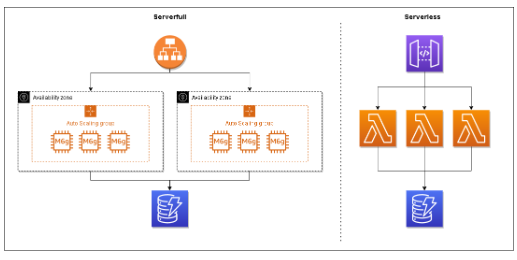 Serverfull
Serverless
Availability zone
Availability zone
Auto Scaling group
Auto Scaling group
M6g M6g M6g
M6g M6g M6g